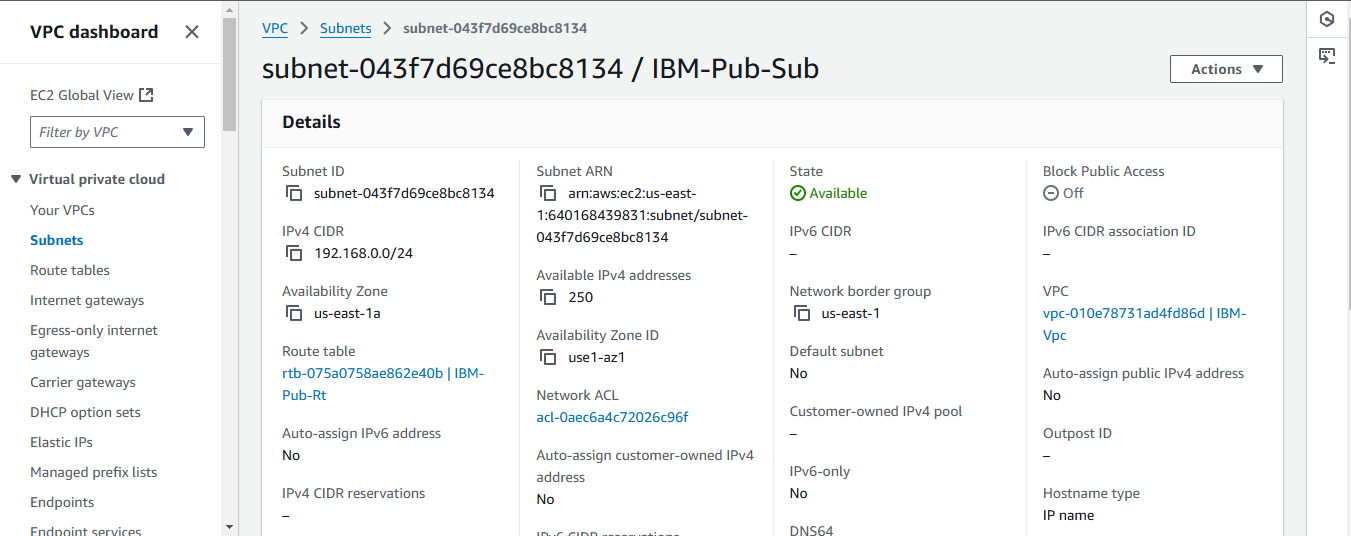 VPC dashboard
EC2 Global View
Filter by VPC
Virtual private cloud
Your VPCs
Subnets
Route tables
Internet gateways
Egress-only internet
gateways
Carrier gateways
DHCP option sets
Elastic IPs
Managed prefix lists
Endpoints
Endpoint services
VPC > Subnets > subnet-043f7d69ce8bc8134
subnet-043f7d69ce8bc8134 / IBM-Pub-Sub
Actions
Details
Subnet ID
subnet-043f7d69ce8bc8134
IPv4 CIDR
192.168.0.0/24
Availability Zone
us-east-1a
Route table
rtb-075a0758ae862e40b | IBM-
Pub-Rt
Auto-assign IPv6 address
No
IPv4 CIDR reservations
–
Subnet ARN
arn:aws:ec2:us-east-
1:640168439831:subnet/subnet-
043f7d69ce8bc8134
Available IPv4 addresses
250
Availability Zone ID
use1-az1
Network ACL
acl-0aec6a4c72026c96f
Auto-assign customer-owned IPv4
address
No
IPv6 CIDR reservations
State
Available
IPv6 CIDR
–
Network border group
us-east-1
Default subnet
No
Customer-owned IPv4 pool
–
IPv6-only
No
DNS64
Block Public Access
Off
IPv6 CIDR association ID
–
VPC
vpc-010e78731ad4fd86d | IBM-
Vpc
Auto-assign public IPv4 address
No
Outpost ID
–
Hostname type
IP name